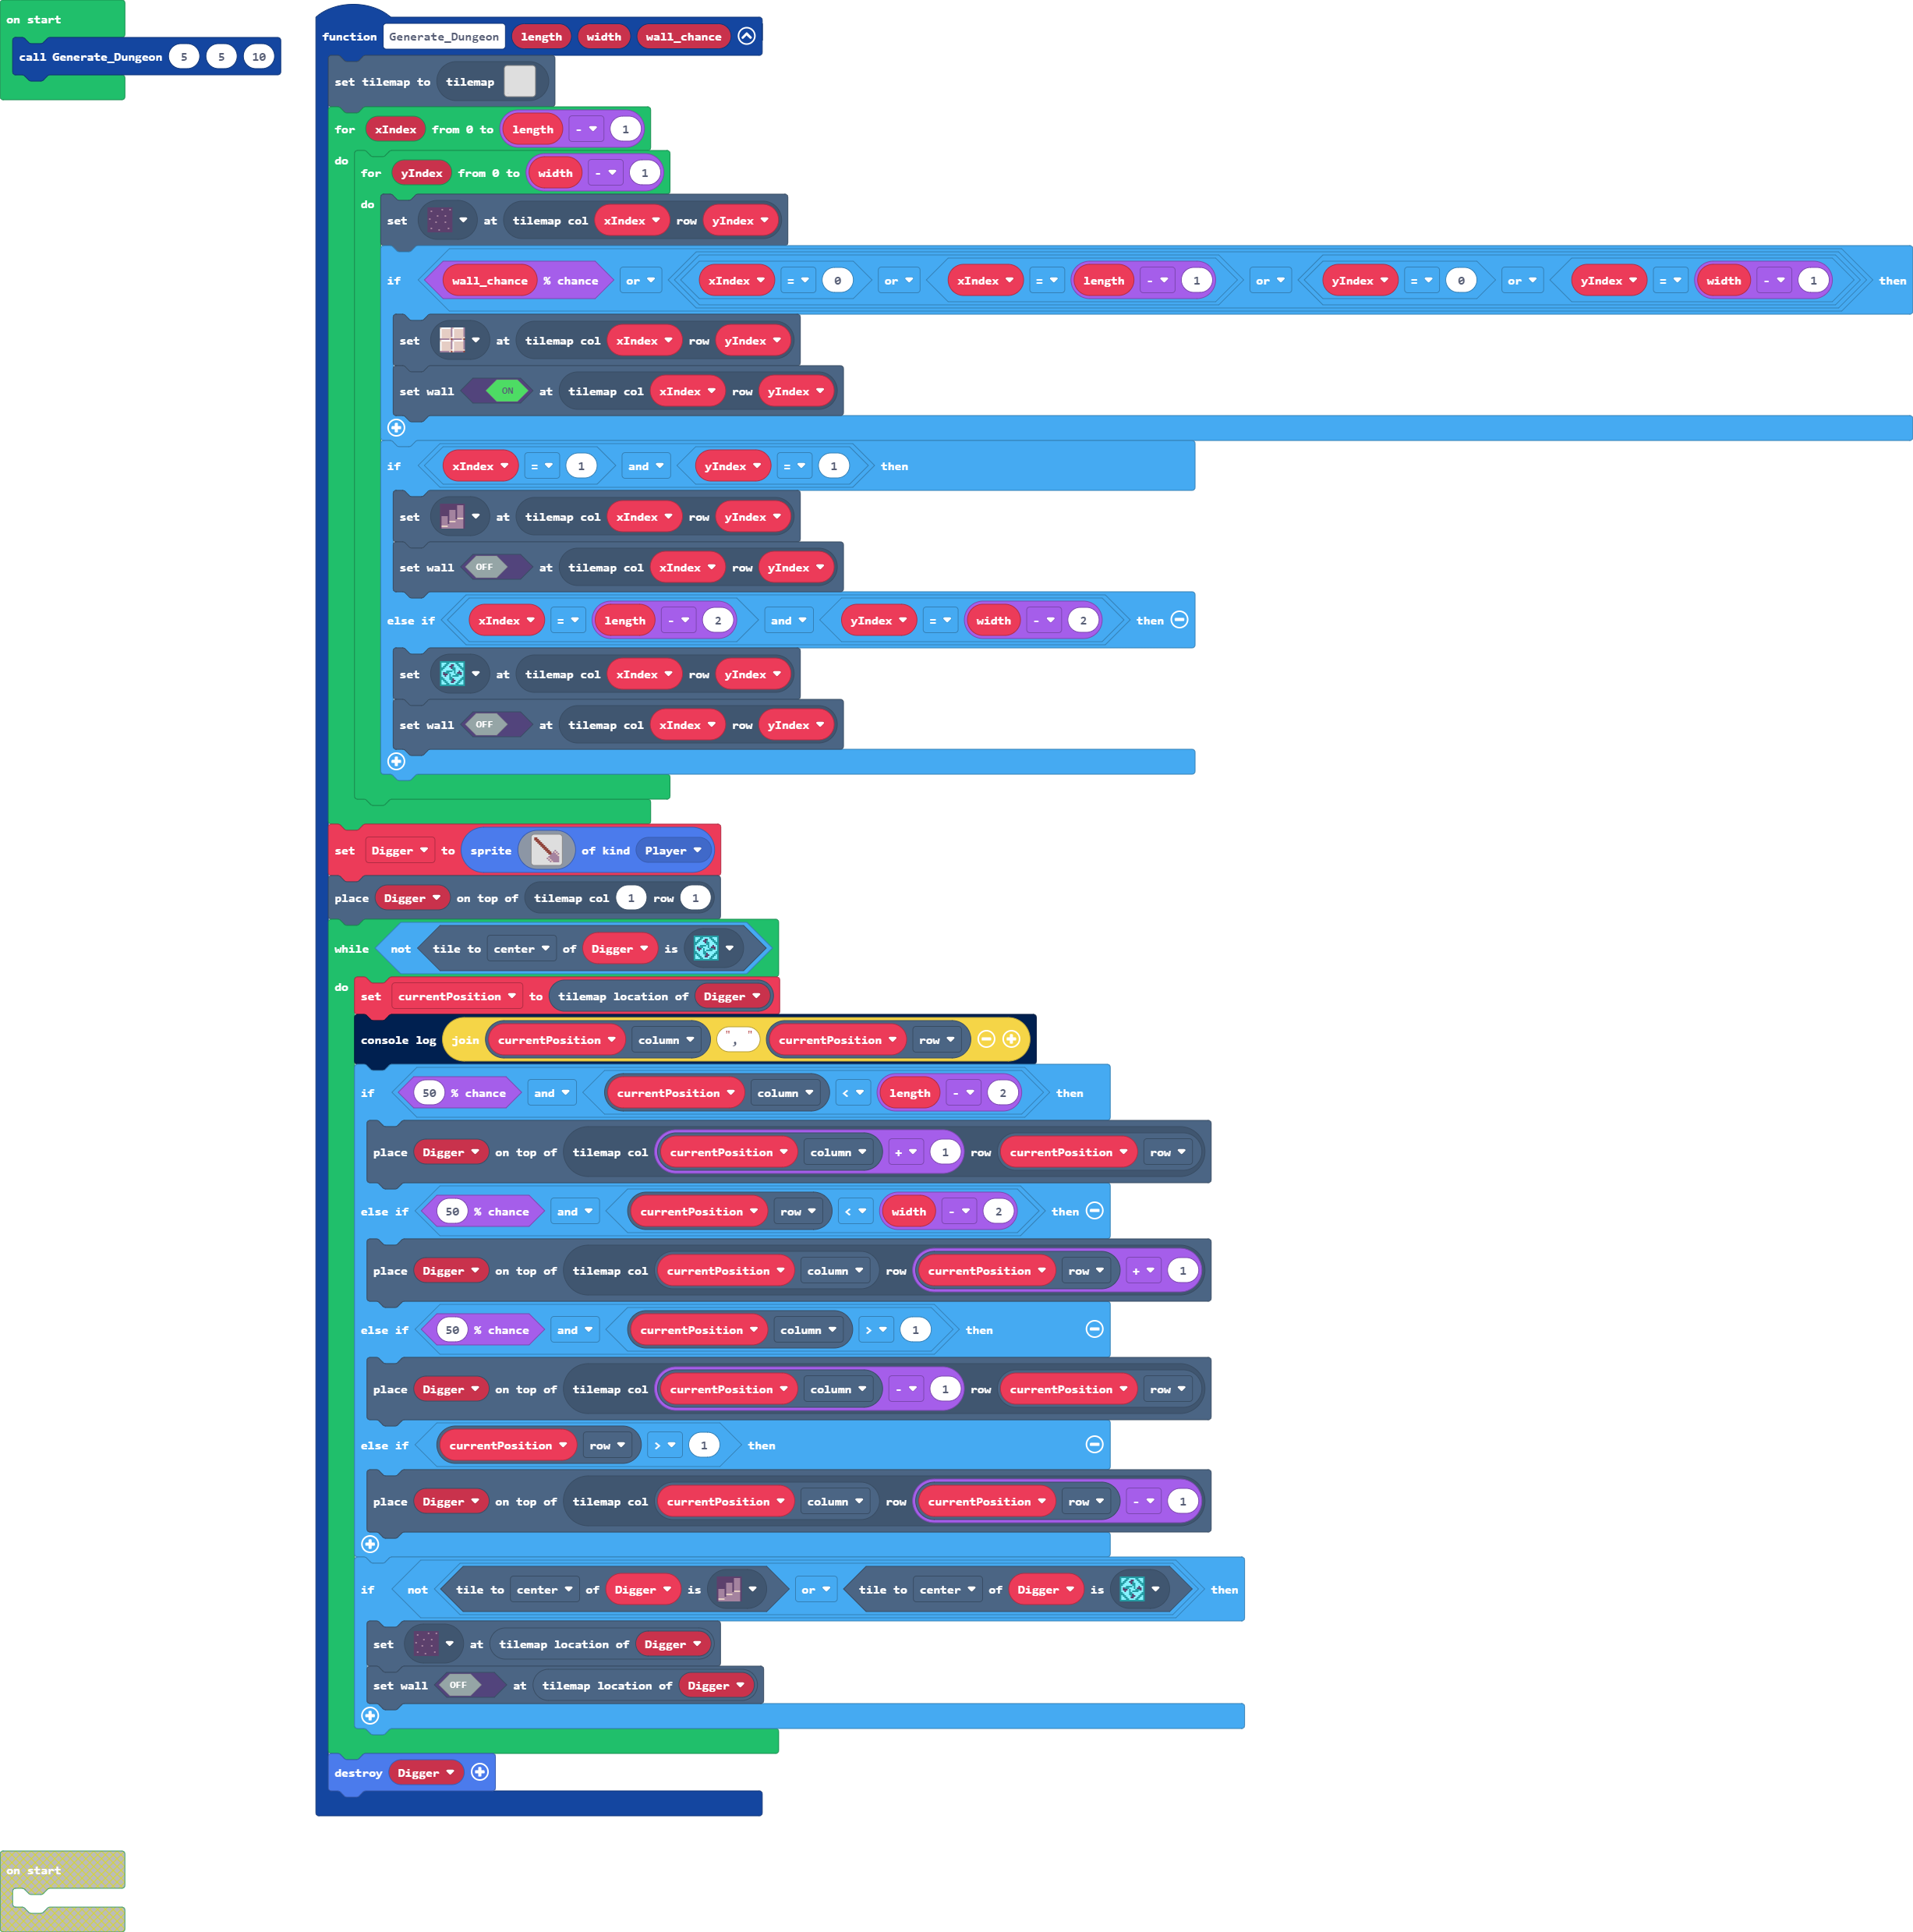 on start
call Generate_Dungeon 5 5 10
function Generate_Dungeon length width wall_chance
set tilemap to tilemap
for xIndex from 0 to length - 1
do
for yIndex from 0 to width - 1
do
set at tilemap col xIndex row yIndex
if wall_chance % chance or xIndex = 0 or xIndex = length - 1 or yIndex = 0 or yIndex = width - 1 then
set at tilemap col xIndex row yIndex
set wall ON at tilemap col xIndex row yIndex
if xIndex = 1 and yIndex = 1 then
set at tilemap col xIndex row yIndex
set wall OFF at tilemap col xIndex row yIndex
else if xIndex = length - 2 and yIndex = width - 2 then
set at tilemap col xIndex row yIndex
set wall OFF at tilemap col xIndex row yIndex
set Digger to sprite of kind Player
place Digger on top of tilemap col 1 row 1
while not tile to center of Digger is
do
set currentPosition to tilemap location of Digger
console log join currentPosition column " , " currentPosition row
if 50 % chance and currentPosition column < length - 2 then
place Digger on top of tilemap col currentPosition column + 1 row currentPosition row
else if 50 % chance and currentPosition row < width - 2 then
place Digger on top of tilemap col currentPosition column row currentPosition row + 1
else if 50 % chance and currentPosition column > 1 then
place Digger on top of tilemap col currentPosition column - 1 row currentPosition row
else if currentPosition row > 1 then
place Digger on top of tilemap col currentPosition column row currentPosition row - 1
if not tile to center of Digger is or tile to center of Digger is then
set at tilemap location of Digger
set wall OFF at tilemap location of Digger
destroy Digger
on start